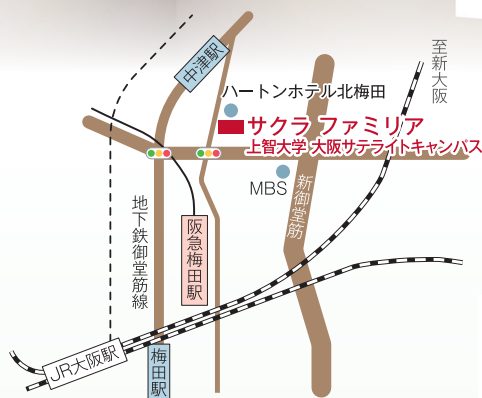 中津駅
至新大阪
ハートンホテル北梅田
サクラ ファミリア
上智大学 大阪サテライトキャンパス
MBS
新御堂筋
地下鉄御堂筋線
阪急梅田駅
JR大阪駅
梅田駅